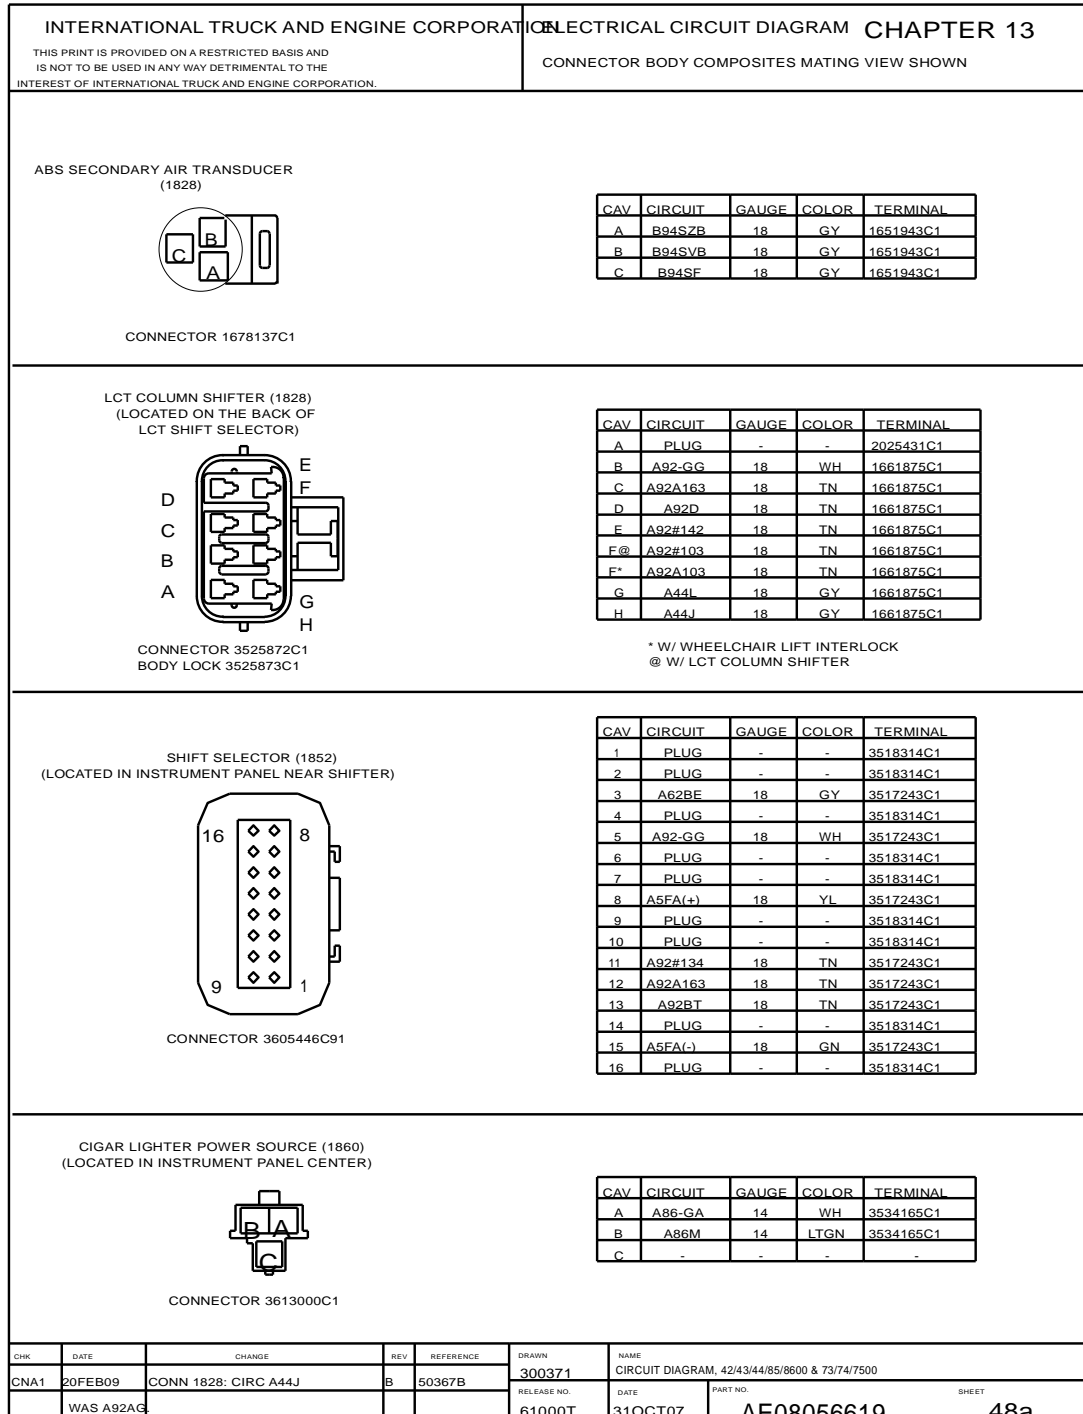 INTERNATIONAL TRUCK AND ENGINE CORPORATION
THIS PRINT IS PROVIDED ON A RESTRICTED BASIS AND
IS NOT TO BE USED IN ANY WAY DETRIMENTAL TO THE
INTEREST OF INTERNATIONAL TRUCK AND ENGINE CORPORATION.
ELECTRICAL CIRCUIT DIAGRAM CHAPTER 13
CONNECTOR BODY COMPOSITES MATING VIEW SHOWN
ABS SECONDARY AIR TRANSDUCER
(1828)
B
C
A
CONNECTOR 1678137C1
CAV CIRCUIT GAUGE COLOR TERMINAL
A B94SZB 18 GY 1651943C1
B B94SVB 18 GY 1651943C1
C B94SF 18 GY 1651943C1
LCT COLUMN SHIFTER (1828)
(LOCATED ON THE BACK OF
LCT SHIFT SELECTOR)
E
D F
C
B
A G
H
CONNECTOR 3525872C1
BODY LOCK 3525873C1
CAV CIRCUIT GAUGE COLOR TERMINAL
A PLUG - - 2025431C1
B A92-GG 18 WH 1661875C1
C A92A163 18 TN 1661875C1
D A92D 18 TN 1661875C1
E A92#142 18 TN 1661875C1
F@ A92#103 18 TN 1661875C1
F* A92A103 18 TN 1661875C1
G A44L 18 GY 1661875C1
H A44J 18 GY 1661875C1
* W/ WHEELCHAIR LIFT INTERLOCK
@ W/ LCT COLUMN SHIFTER
SHIFT SELECTOR (1852)
(LOCATED IN INSTRUMENT PANEL NEAR SHIFTER)
16 8
9 1
CONNECTOR 3605446C91
CAV CIRCUIT GAUGE COLOR TERMINAL
1 PLUG - - 3518314C1
2 PLUG - - 3518314C1
3 A62BE 18 GY 3517243C1
4 PLUG - - 3518314C1
5 A92-GG 18 WH 3517243C1
6 PLUG - - 3518314C1
7 PLUG - - 3518314C1
8 A5FA(+) 18 YL 3517243C1
9 PLUG - - 3518314C1
10 PLUG - - 3518314C1
11 A92#134 18 TN 3517243C1
12 A92A163 18 TN 3517243C1
13 A92BT 18 TN 3517243C1
14 PLUG - - 3518314C1
15 A5FA(-) 18 GN 3517243C1
16 PLUG - - 3518314C1
CIGAR LIGHTER POWER SOURCE (1860)
(LOCATED IN INSTRUMENT PANEL CENTER)
B A
C
CONNECTOR 3613000C1
CAV CIRCUIT GAUGE COLOR TERMINAL
A A86-GA 14 WH 3534165C1
B A86M 14 LTGN 3534165C1
C - - - -
CHK DATE CHANGE REV REFERENCE
CNA1 20FEB09 CONN 1828: CIRC A44J B 50367B
WAS A92AG.
DRAWN
300371
NAME
CIRCUIT DIAGRAM, 42/43/44/85/8600 & 73/74/7500
RELEASE NO. DATE PART NO. SHEET
61000T 31OCT07 AE08056619 48a